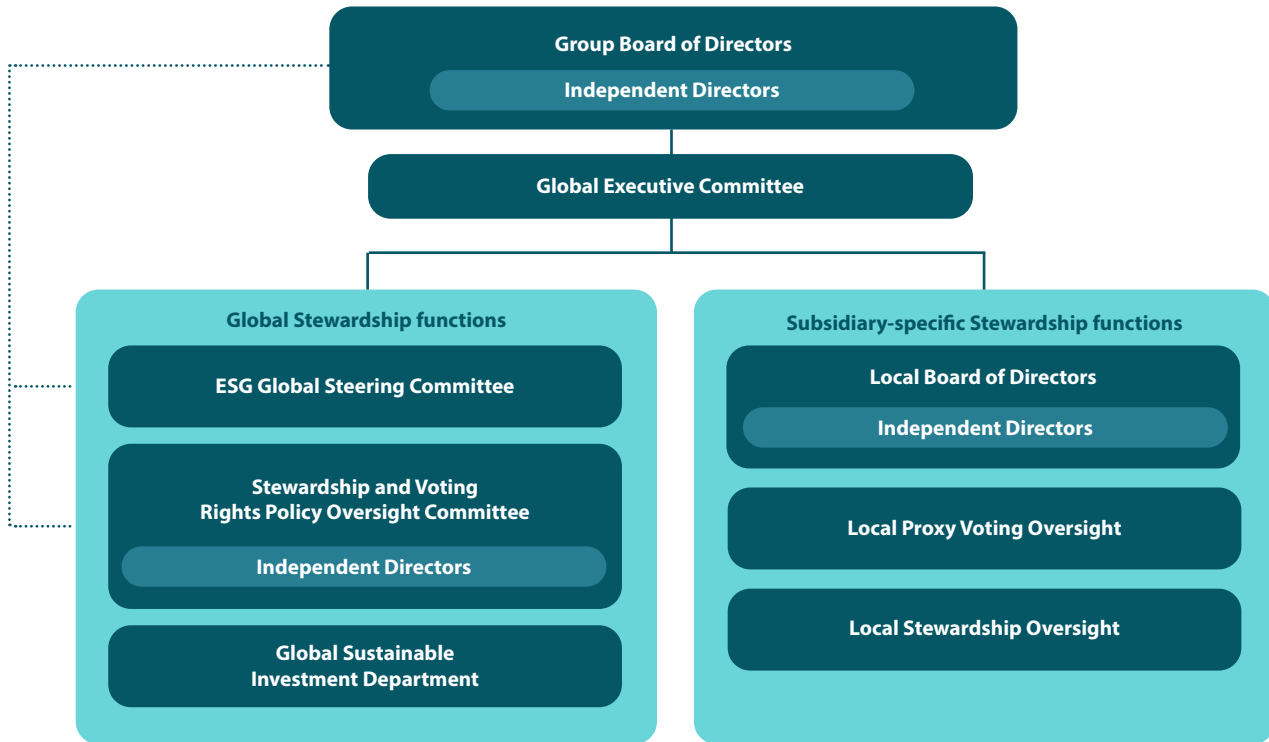 Group Board of Directors
Independent Directors
Global Executive Committee
Global Stewardship functions
ESG Global Steering Committee
Stewardship and Voting
Rights Policy Oversight Committee
Independent Directors
Global Sustainable
Investment Department
Subsidiary-specific Stewardship functions
Local Board of Directors
Independent Directors
Local Proxy Voting Oversight
Local Stewardship Oversight